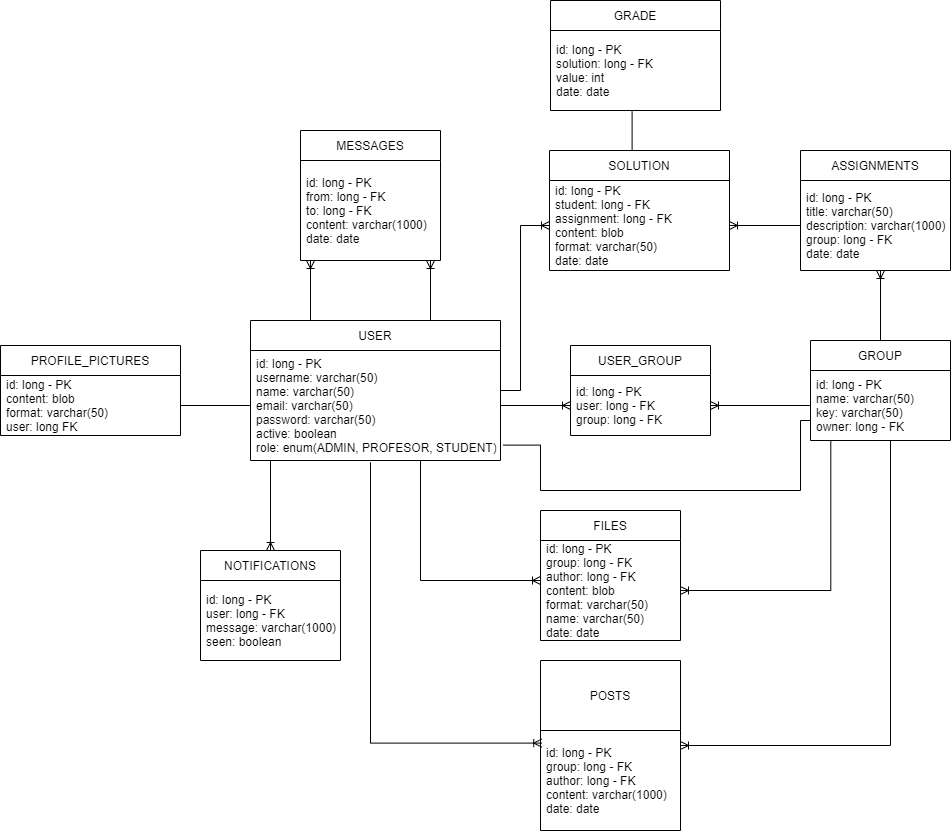 GRADE
id: long - PK
solution: long - FK
value: int
date: date
MESSAGES
id: long - PK
from: long - FK
to: long - FK
content: varchar(1000)
date: date
SOLUTION
id: long - PK
student: long - FK
assignment: long - FK
content: blob
format: varchar(50)
date: date
ASSIGNMENTS
id: long - PK
title: varchar(50)
description: varchar(1000)
group: long - FK
date: date
PROFILE_PICTURES
id: long - PK
content: blob
format: varchar(50)
user: long FK
USER
id: long - PK
username: varchar(50)
name: varchar(50)
email: varchar(50)
password: varchar(50)
active: boolean
role: enum(ADMIN, PROFESOR, STUDENT)
USER_GROUP
id: long - PK
user: long - FK
group: long - FK
GROUP
id: long - PK
name: varchar(50)
key: varchar(50)
owner: long - FK
NOTIFICATIONS
id: long - PK
user: long - FK
message: varchar(1000)
seen: boolean
FILES
id: long - PK
group: long - FK
author: long - FK
content: blob
format: varchar(50)
name: varchar(50)
date: date
POSTS
id: long - PK
group: long - FK
author: long - FK
content: varchar(1000)
date: date